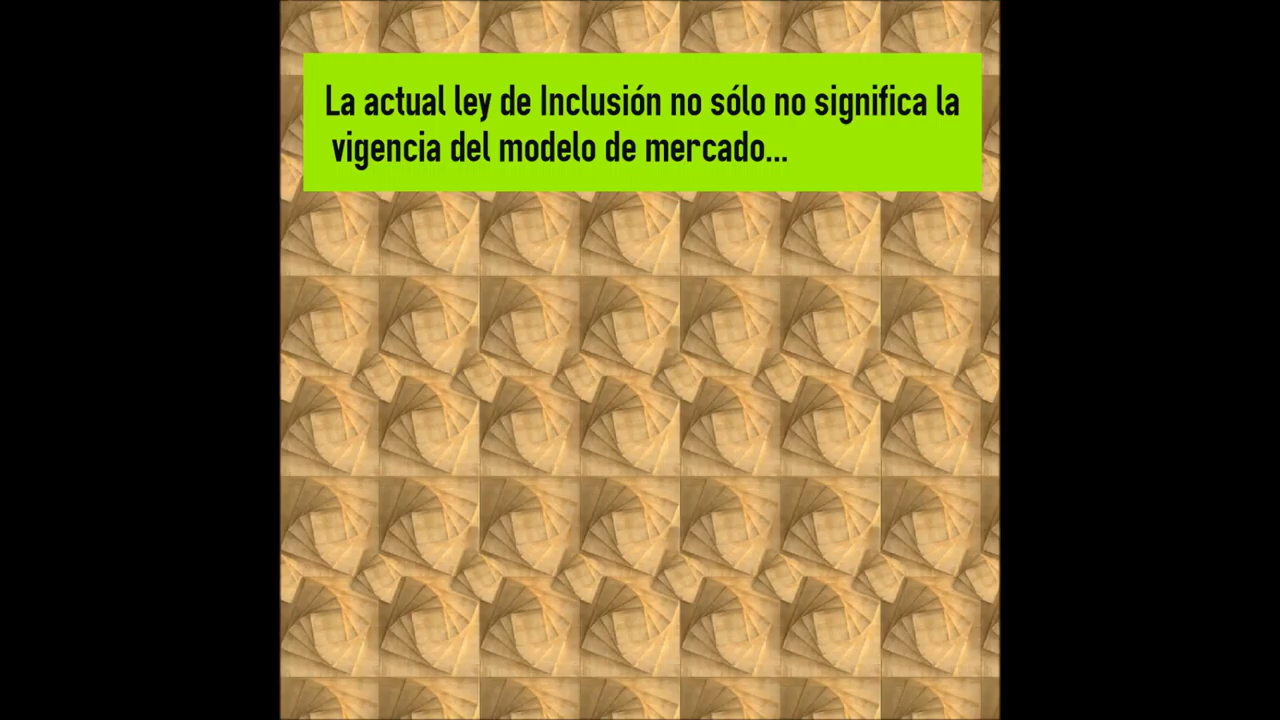 La actual ley de Inclusión no sólo no significa la
vigencia del modelo de mercado...